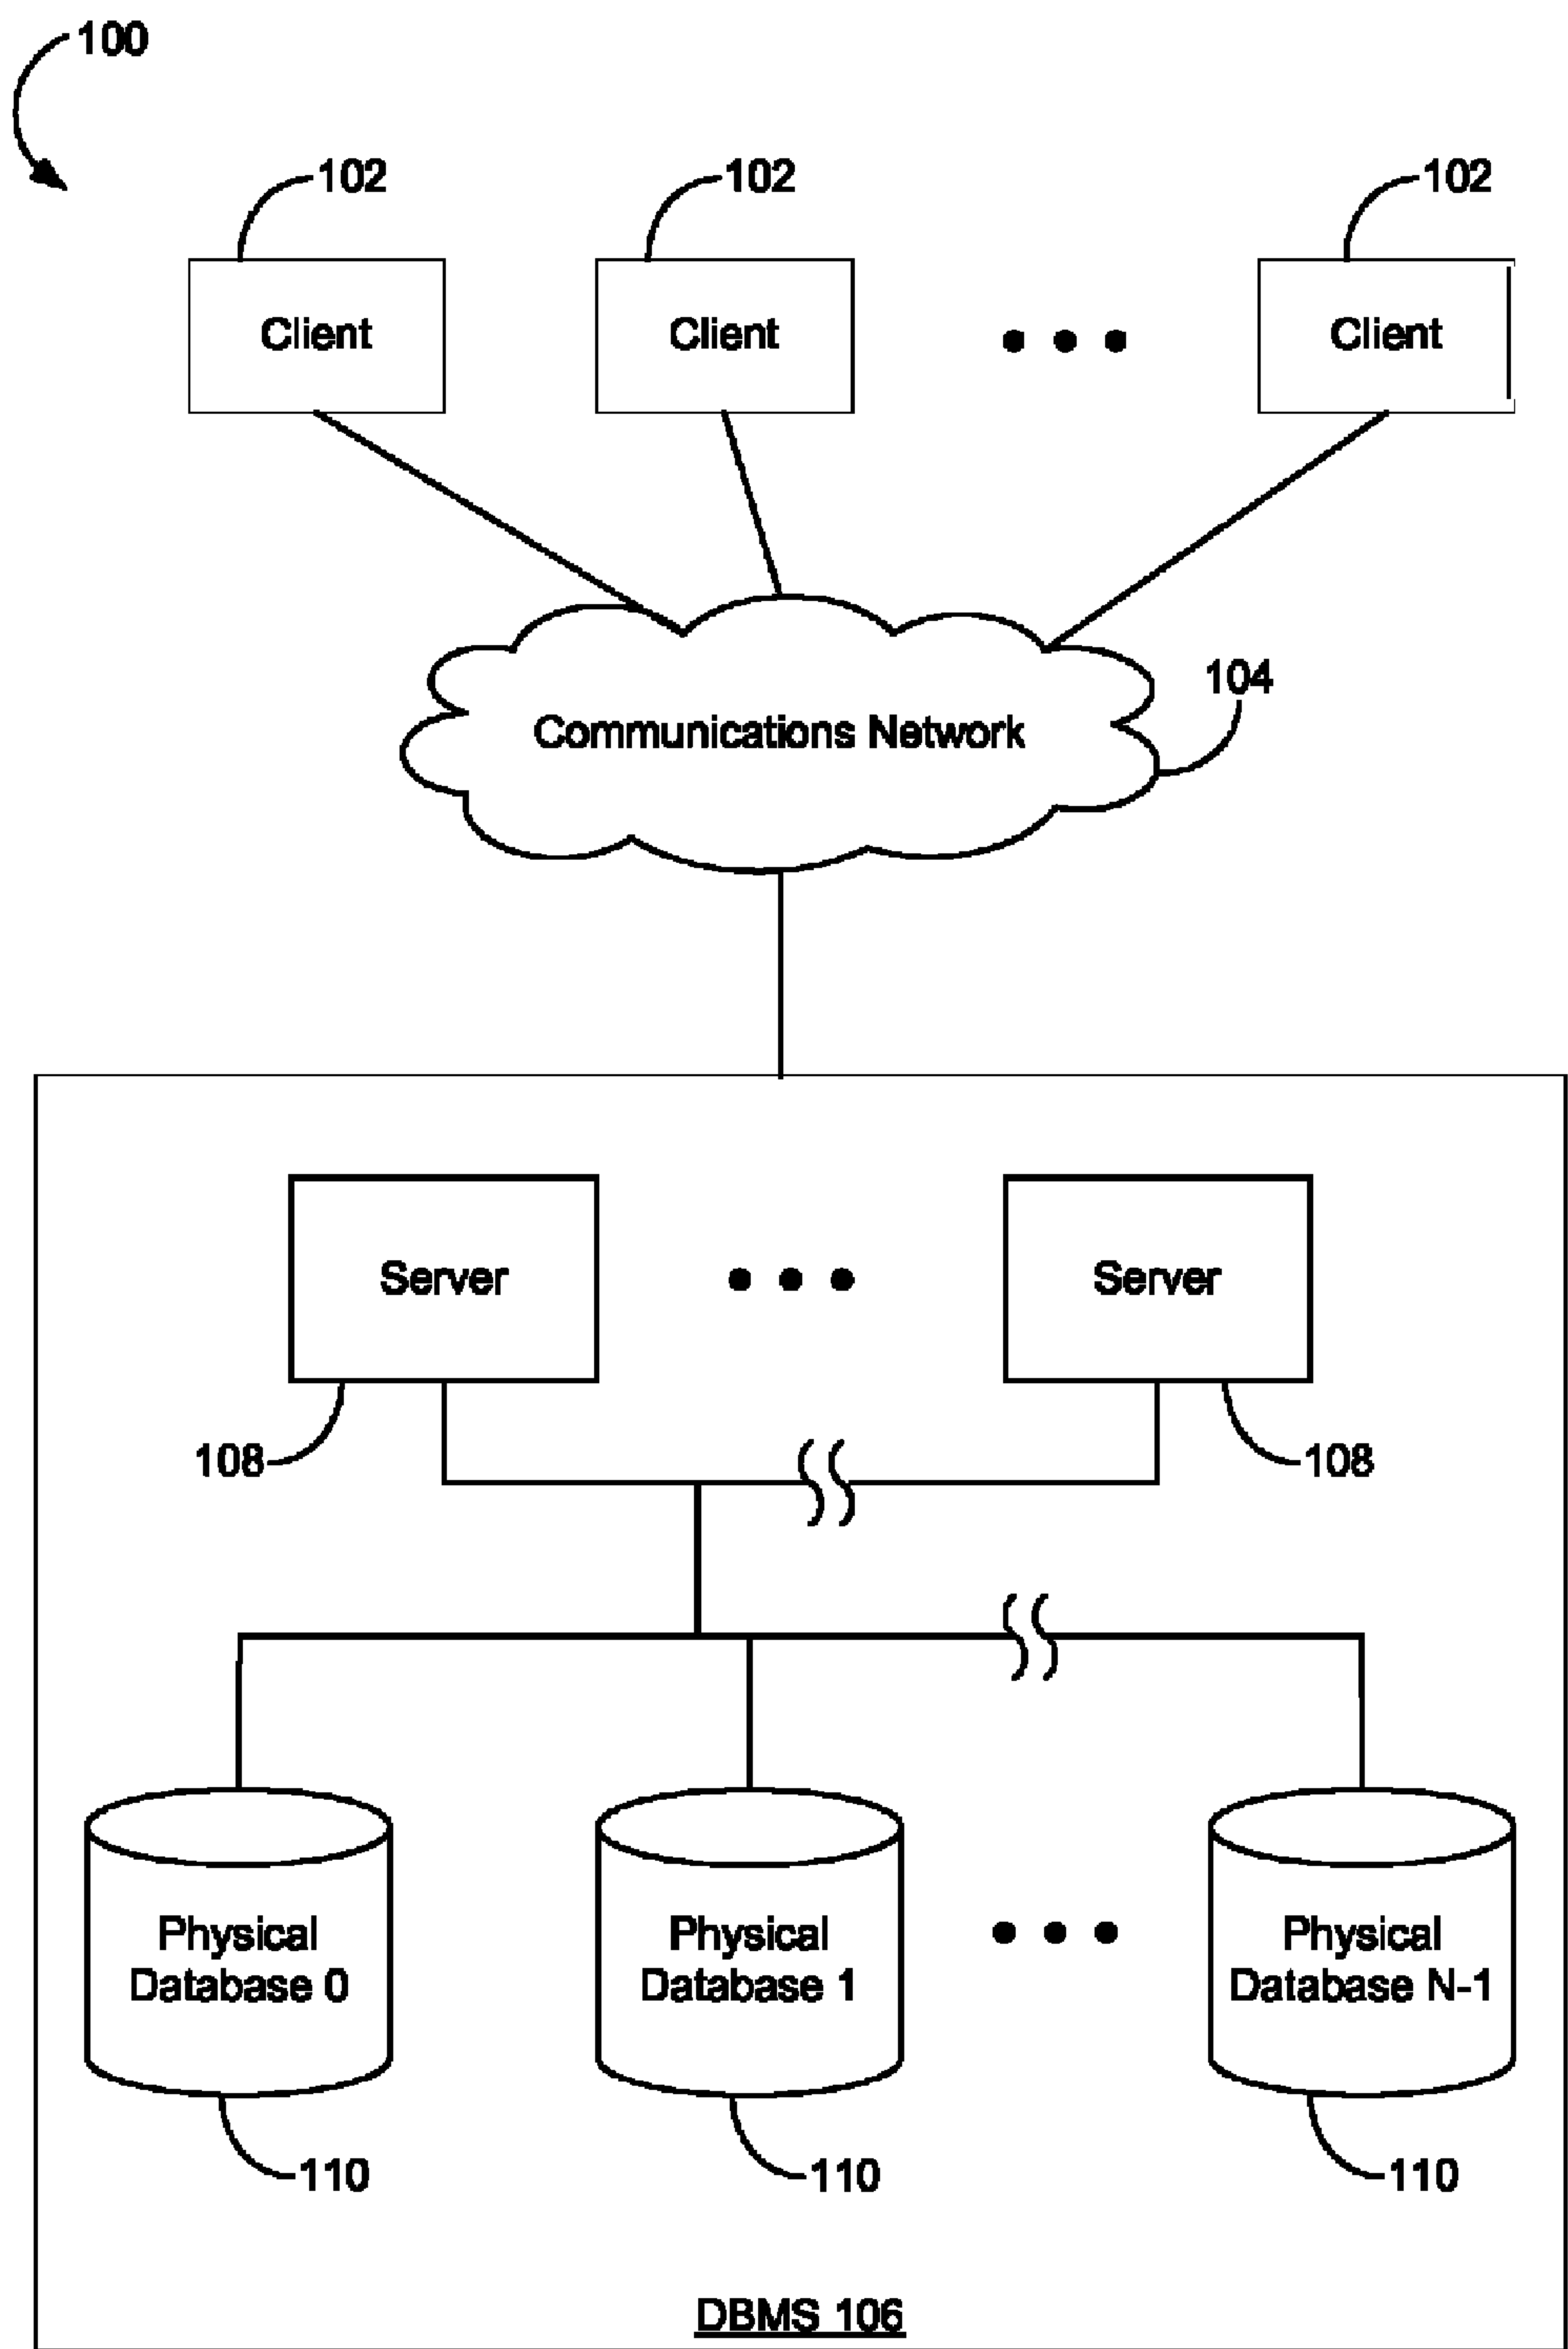 100
102
102
102
Client
Client
Client
104
Communications Network
Server
Server
108
108
Physical
Database 0
Physical
Database 1
Physical
Database N-1
110
110
110
DBMS 106